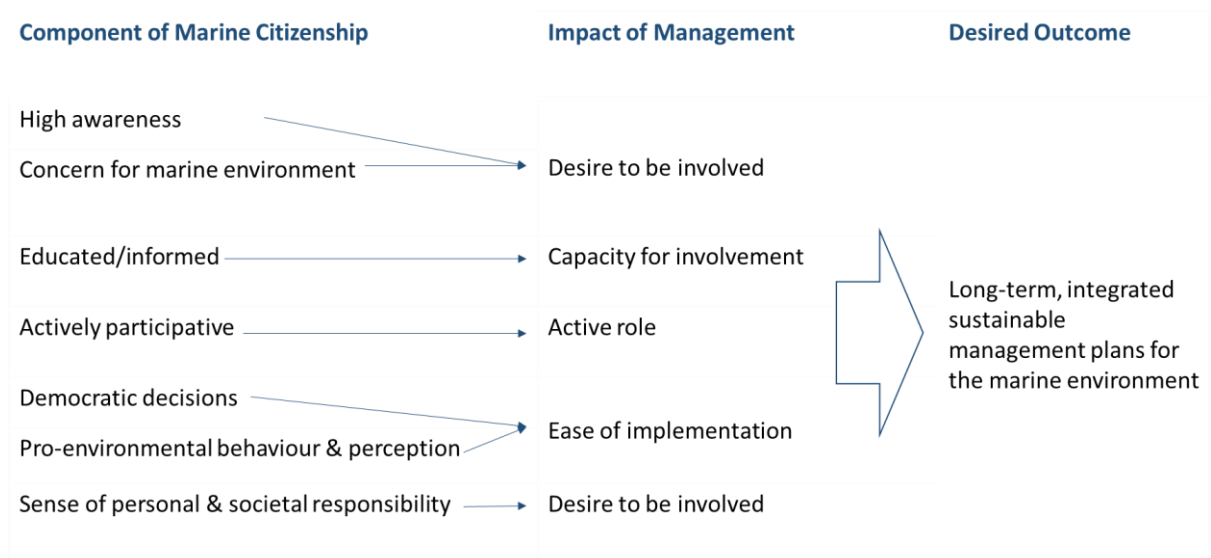 Component of Marine Citizenship
Impact of Management
Desired Outcome
High awareness
Concern for marine environment
Desire to be involved
Educated/informed
Capacity for involvement
Actively participative
Active role
Democratic decisions
Pro-environmental behaviour & perception
Ease of implementation
Sense of personal & societal responsibility
Desire to be involved
Long-term, integrated
sustainable
management plans for
the marine environment